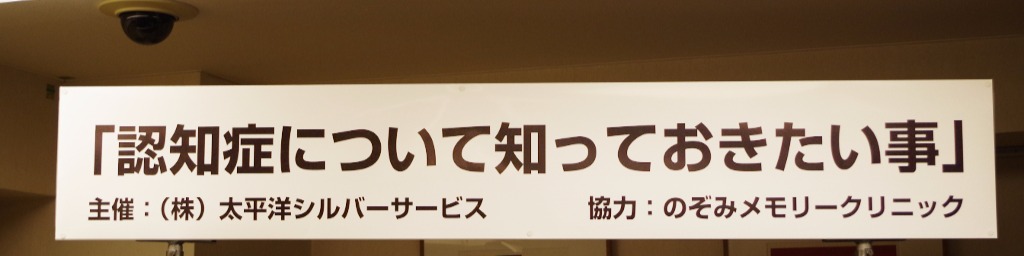 「認知症について知っておきたい事」
主催：（株）太平洋シルバーサービス　協力：のぞみメモリークリニック